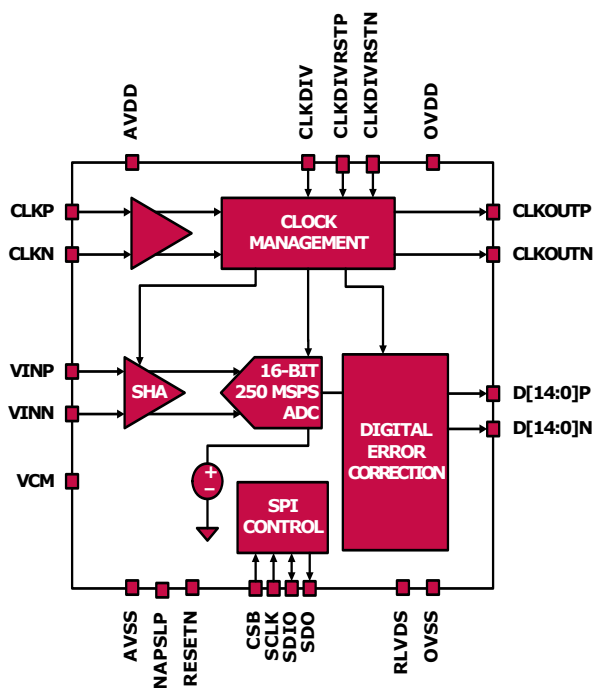 AVDD
CLKDIV
CLKDIVRSTP
CLKDIVRSTN
OVDD
CLKP
CLKN
CLOCK
MANAGEMENT
CLKOUTP
CLKOUTN
VINP
VINN
SHA
16-BIT
250 MSPS
ADC
DIGITAL
ERROR
CORRECTION
D[14:0]P
D[14:0]N
VCM
+
−
SPI
CONTROL
AVSS
NAPSLP
RESETN
CSB
SCLK
SDIO
SDO
RLVDS
OVSS